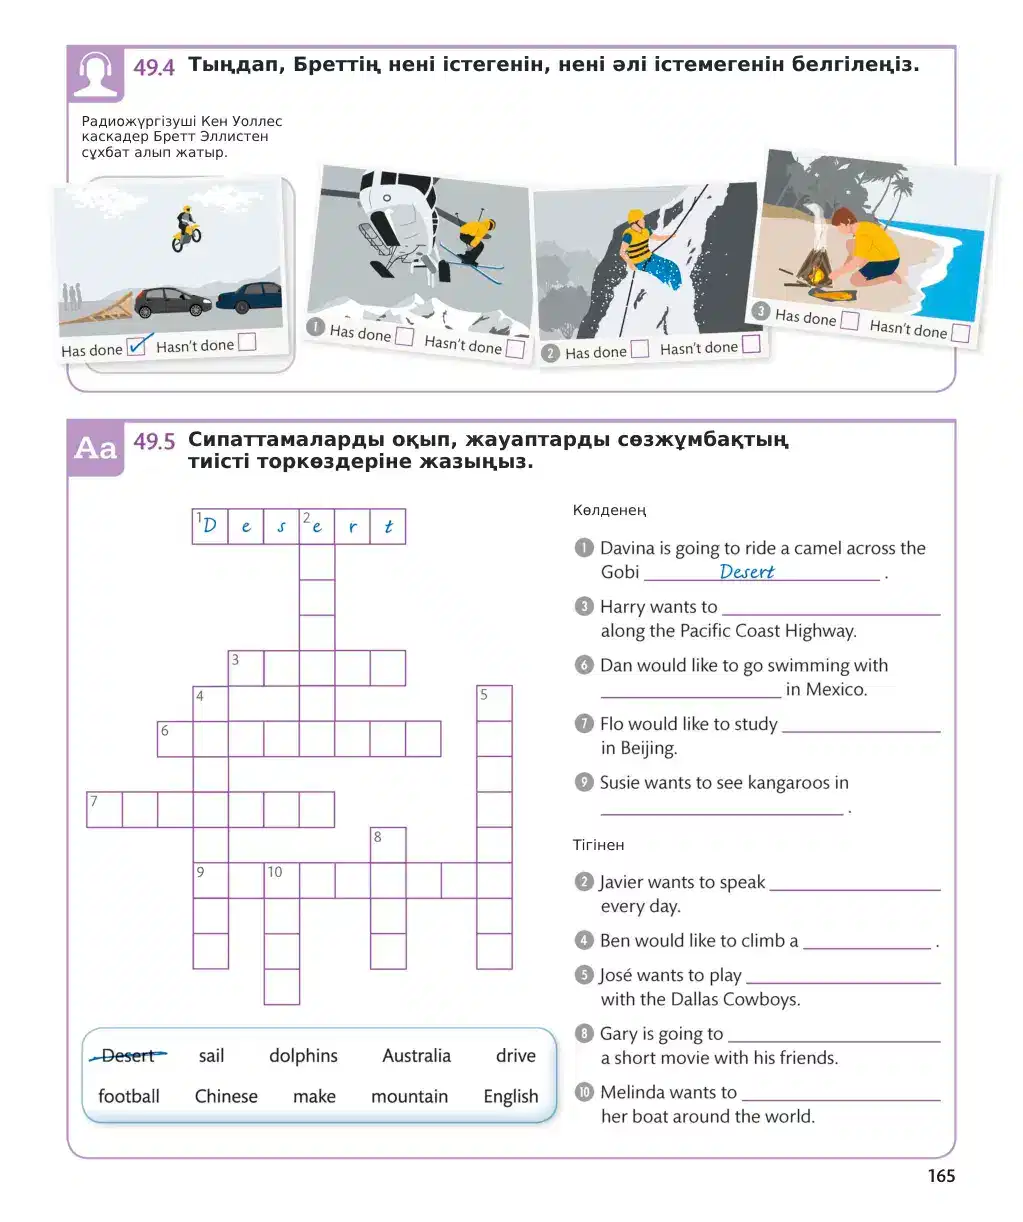 49.4 Тыңдап, Бреттің нені істегенін, нені әлі істемегенін белгілеңіз.
Радиожүргізуші Кен Уоллес
каскадер Бретт Эллистен
сұхбат алып жатыр.
Has done Hasn't done
1 Has done Hasn't done
2 Has done Hasn't done
3 Has done Hasn't done
Aa 49.5 Сипаттамаларды оқып, жауаптарды сөзжұмбақтың
тиісті торкөздеріне жазыңыз.
1 D e s 2 e r t
3
4
5
6
7
8
9 10
Desert sail dolphins Australia drive
football Chinese make mountain English
Көлденең
1 Davina is going to ride a camel across the
Gobi Desert .
3 Harry wants to
along the Pacific Coast Highway.
6 Dan would like to go swimming with
in Mexico.
7 Flo would like to study
in Beijing.
9 Susie wants to see kangaroos in
.
Тігінен
2 Javier wants to speak
every day.
4 Ben would like to climb a .
5 José wants to play
with the Dallas Cowboys.
8 Gary is going to
a short movie with his friends.
10 Melinda wants to
her boat around the world.
165